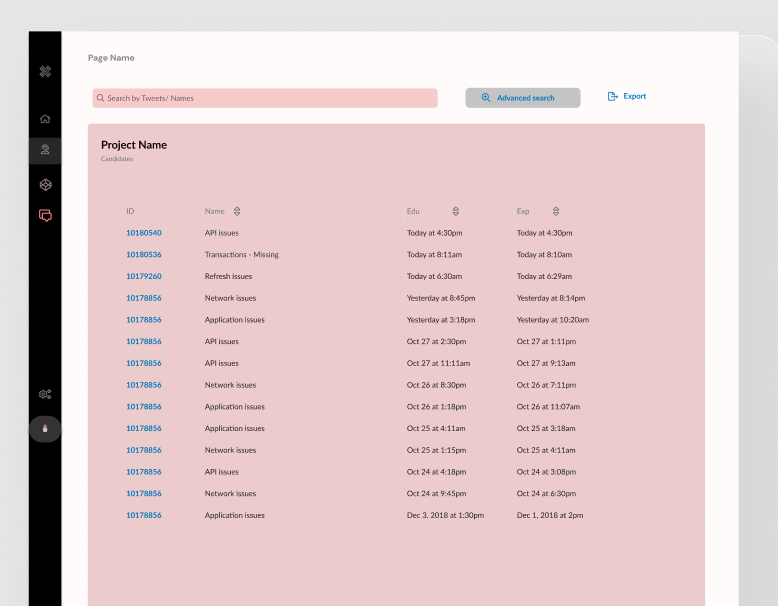 Page Name
Search by Tweets/ Names
Advanced search
Export
Project Name
Candidates
ID Name Edu Exp
10180540 API issues Today at 4:30pm Today at 4:30pm
10180536 Transactions - Missing Today at 8:11am Today at 8:10am
10179260 Refresh issues Today at 6:30am Today at 6:29am
10178856 Network issues Yesterday at 8:45pm Yesterday at 8:14pm
10178856 Application issues Yesterday at 3:18pm Yesterday at 10:20am
10178856 API issues Oct 27 at 2:30pm Oct 27 at 1:11pm
10178856 API issues Oct 27 at 11:11am Oct 27 at 9:13am
10178856 Network issues Oct 26 at 8:30pm Oct 26 at 7:11pm
10178856 Application issues Oct 26 at 1:18pm Oct 26 at 11:07am
10178856 Application issues Oct 25 at 4:11am Oct 25 at 3:18am
10178856 Network issues Oct 25 at 1:15pm Oct 25 at 4:11am
10178856 API issues Oct 24 at 4:18pm Oct 24 at 3:08pm
10178856 Network issues Oct 24 at 9:45pm Oct 24 at 6:30pm
10178856 Application issues Dec 3, 2018 at 1:30pm Dec 1, 2018 at 2pm